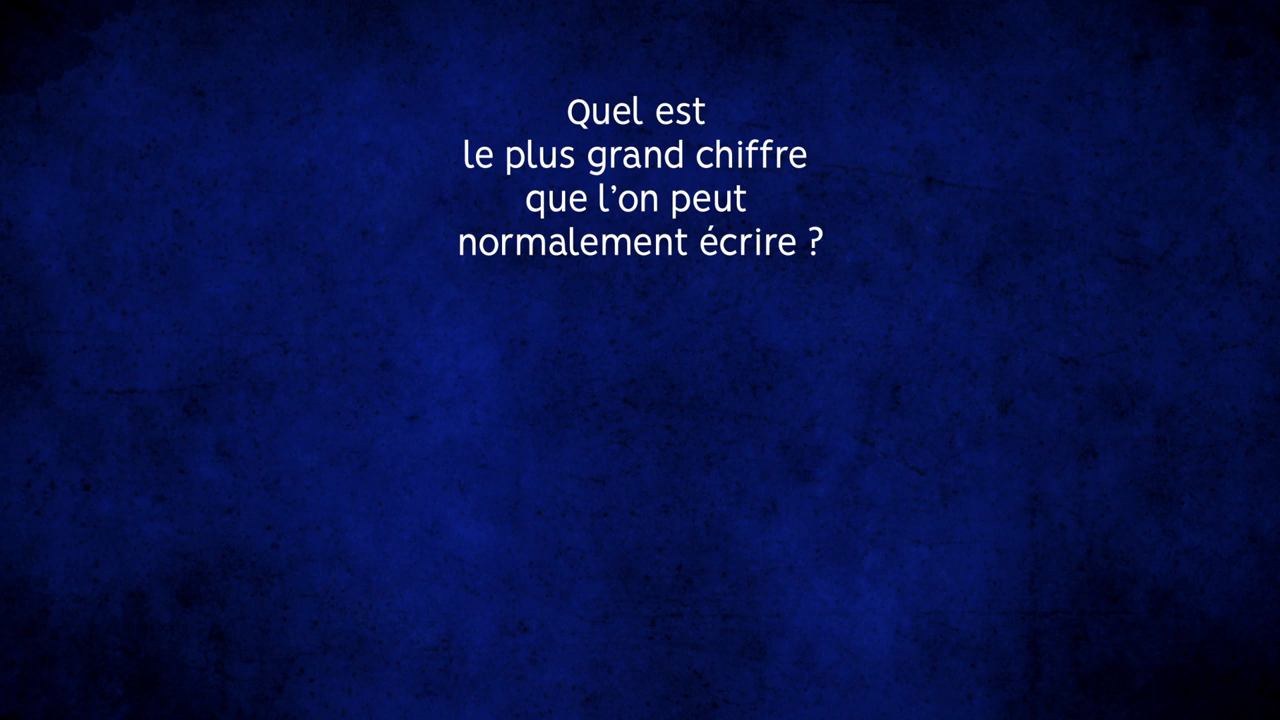 Quel est
le plus grand chiffre
que l’on peut
normalement écrire ?